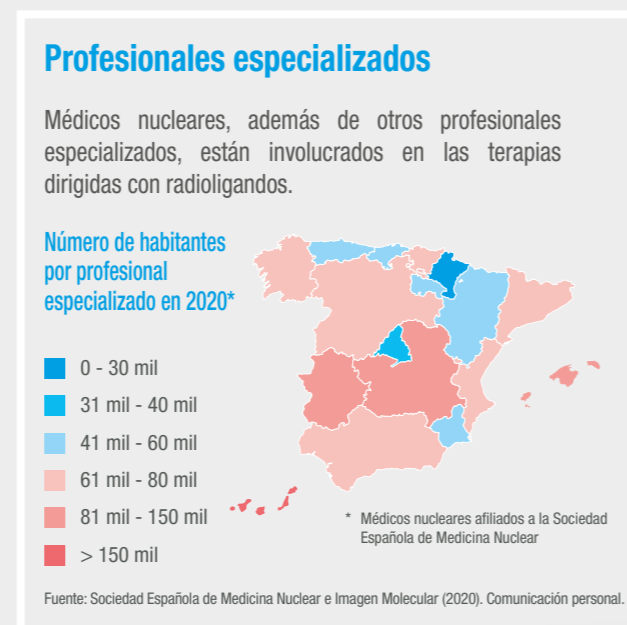 Profesionales especializados
Médicos nucleares, además de otros profesionales
especializados, están involucrados en las terapias
dirigidas con radioligandos.
Número de habitantes
por profesional
especializado en 2020*
0 - 30 mil
31 mil - 40 mil
41 mil - 60 mil
61 mil - 80 mil
81 mil - 150 mil
> 150 mil
* Médicos nucleares afiliados a la Sociedad
Española de Medicina Nuclear
Fuente: Sociedad Española de Medicina Nuclear e Imagen Molecular (2020). Comunicación personal.